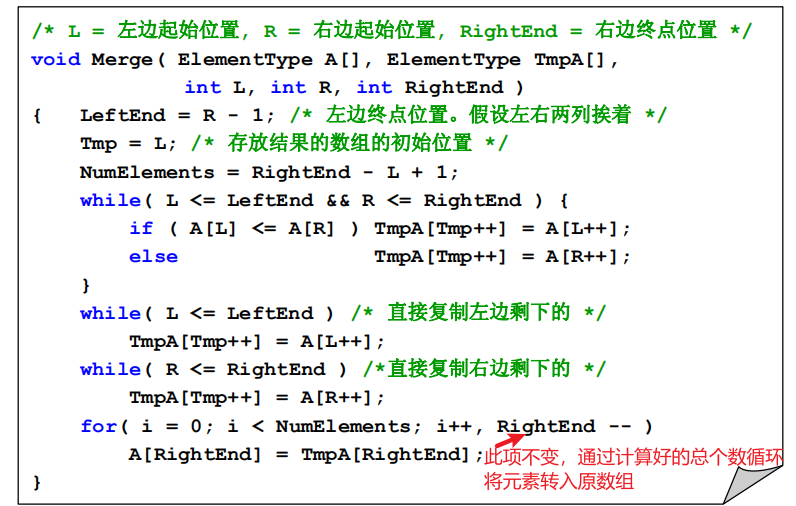 /* L = 左边起始位置, R = 右边起始位置, RightEnd = 右边终点位置 */
void Merge( ElementType A[], ElementType TmpA[],
int L, int R, int RightEnd )
{ LeftEnd = R - 1; /* 左边终点位置。假设左右两列挨着 */
Tmp = L; /* 存放结果的数组的初始位置 */
NumElements = RightEnd - L + 1;
while( L <= LeftEnd && R <= RightEnd ) {
if ( A[L] <= A[R] ) TmpA[Tmp++] = A[L++];
else TmpA[Tmp++] = A[R++];
}
while( L <= LeftEnd ) /* 直接复制左边剩下的 */
TmpA[Tmp++] = A[L++];
while( R <= RightEnd ) /*直接复制右边剩下的 */
TmpA[Tmp++] = A[R++];
for( i = 0; i < NumElements; i++, RightEnd -- )
A[RightEnd] = TmpA[RightEnd];
此项不变，通过计算好的总个数循环
将元素转入原数组
}